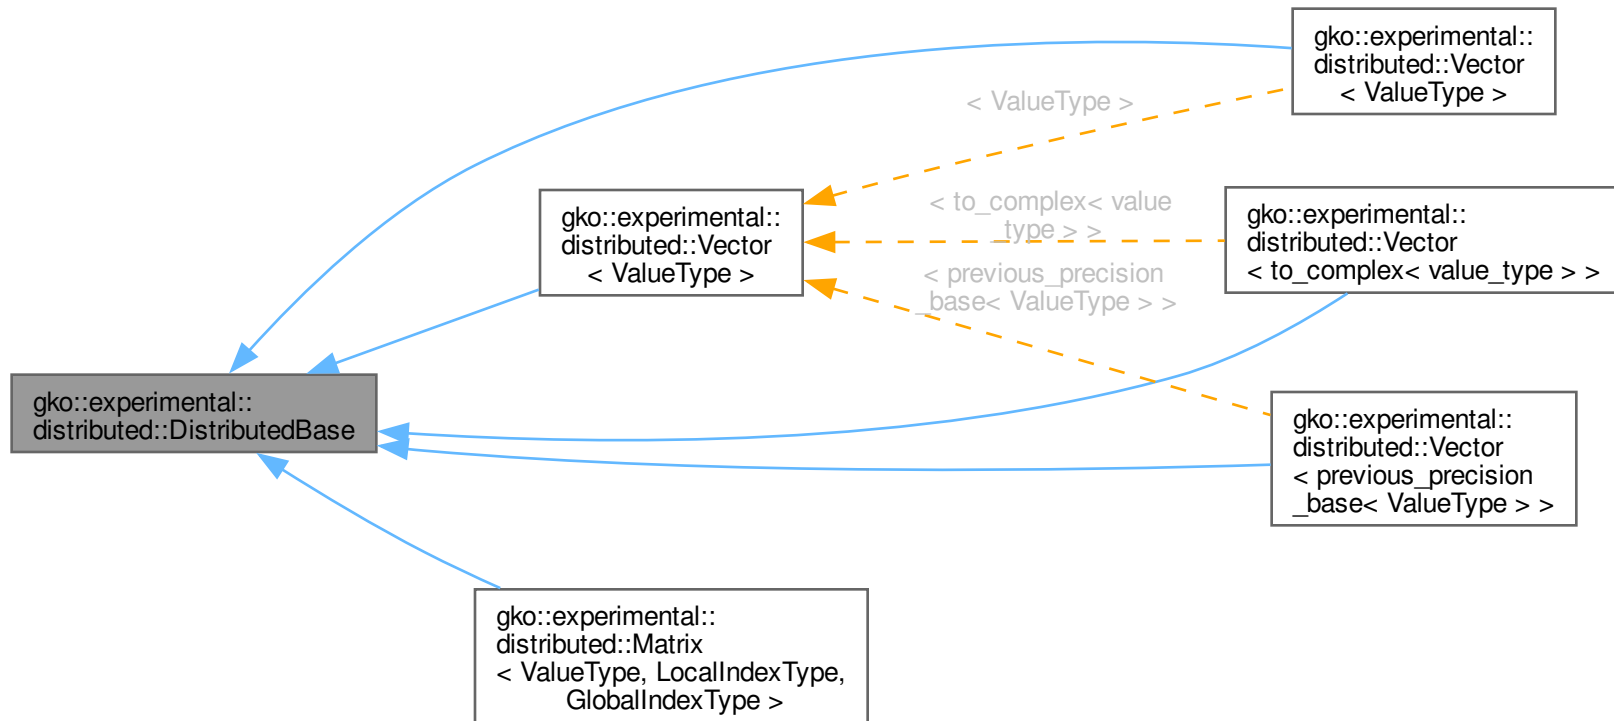 gko::experimental::
distributed::Vector
< ValueType >
< ValueType >
gko::experimental::
distributed::Vector
< ValueType >
< to_complex< value
type > >
gko::experimental::
distributed::Vector
< to_complex< value_type > >
< previous_precision
_base< ValueType > >
gko::experimental::
distributed::DistributedBase
gko::experimental::
distributed::Vector
< previous_precision
_base< ValueType > >
gko::experimental::
distributed::Matrix
< ValueType, LocalIndexType,
GlobalIndexType >